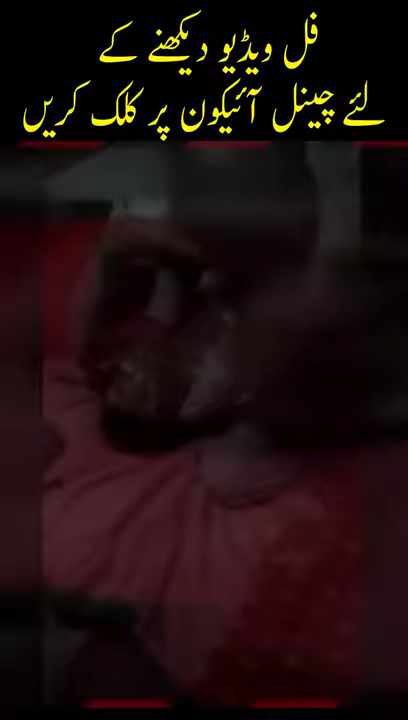 فل ویڈیو دیکھنے کے
لئے چینل آئیکون پر کلک کریں